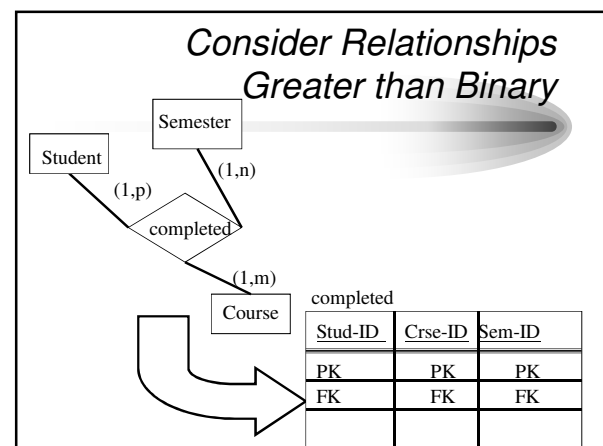 Consider Relationships
Greater than Binary
Semester
Student
(1,n)
(1,p)
completed
(1,m)
Course
completed
Stud-ID Crse-ID Sem-ID
PK PK PK
FK FK FK